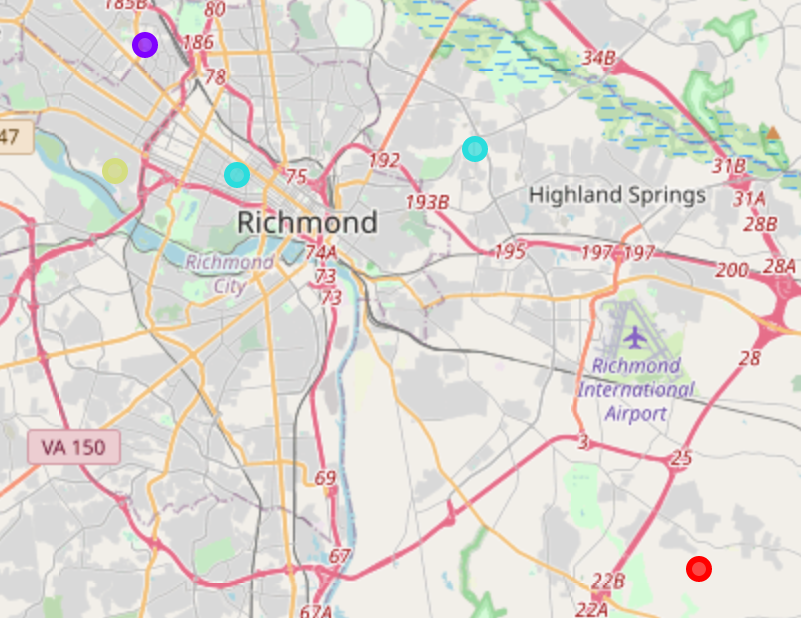 185B
80
186
78
34B
47
192
31B
75
Highland Springs
31A
193B
Richmond
28B
74A
195
197
197
200
28A
Richmond
City
73
73
28
Richmond
International
Airport
VA 150
3
25
69
67
22B
22A
67A